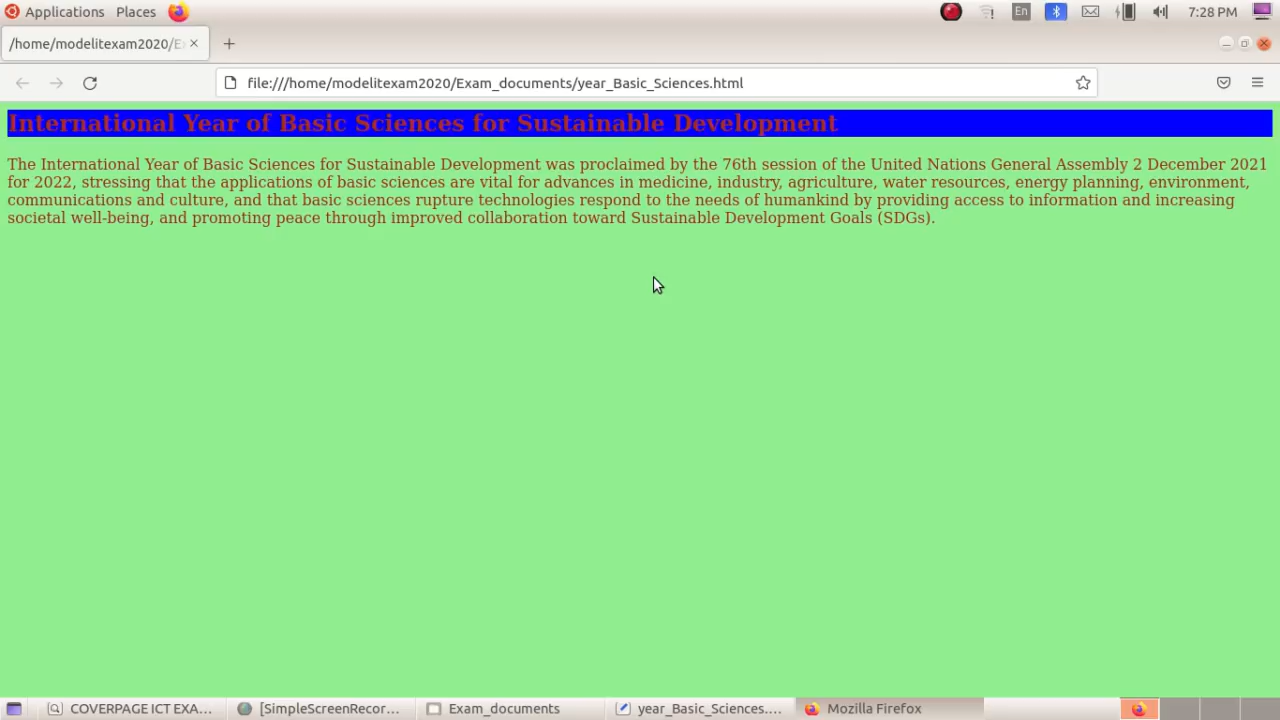 Applications Places En 7:28 PM
/home/modelitexam2020/E
file:///home/modelitexam2020/Exam_documents/year_Basic_Sciences.html
International Year of Basic Sciences for Sustainable Development
The International Year of Basic Sciences for Sustainable Development was proclaimed by the 76th session of the United Nations General Assembly 2 December 2021
for 2022, stressing that the applications of basic sciences are vital for advances in medicine, industry, agriculture, water resources, energy planning, environment,
communications and culture, and that basic sciences rupture technologies respond to the needs of humankind by providing access to information and increasing
societal well-being, and promoting peace through improved collaboration toward Sustainable Development Goals (SDGs).
COVERPAGE ICT EXA... [SimpleScreenRecor... Exam_documents year_Basic_Sciences.... Mozilla Firefox